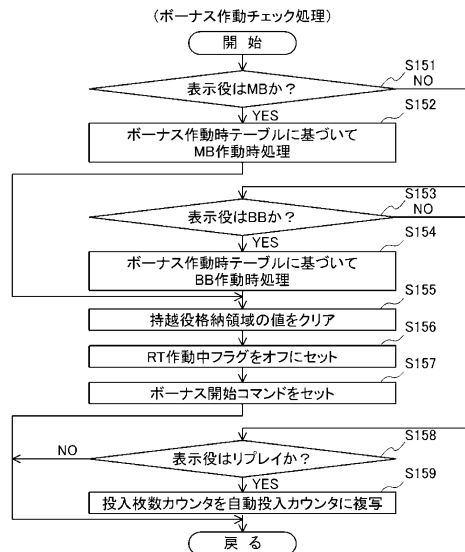 (ボーナス作動チェック処理)
開 始
S151
表示役はMBか?
NO
YES
S152
ボーナス作動時テーブルに基づいて
MB作動時処理
S153
表示役はBBか?
NO
YES
S154
ボーナス作動時テーブルに基づいて
BB作動時処理
S155
持越役格納領域の値をクリア
S156
RT作動中フラグをオフにセット
S157
ボーナス開始コマンドをセット
S158
NO
表示役はリプレイか?
YES
S159
投入枚数カウンタを自動投入カウンタに複写
戻 る